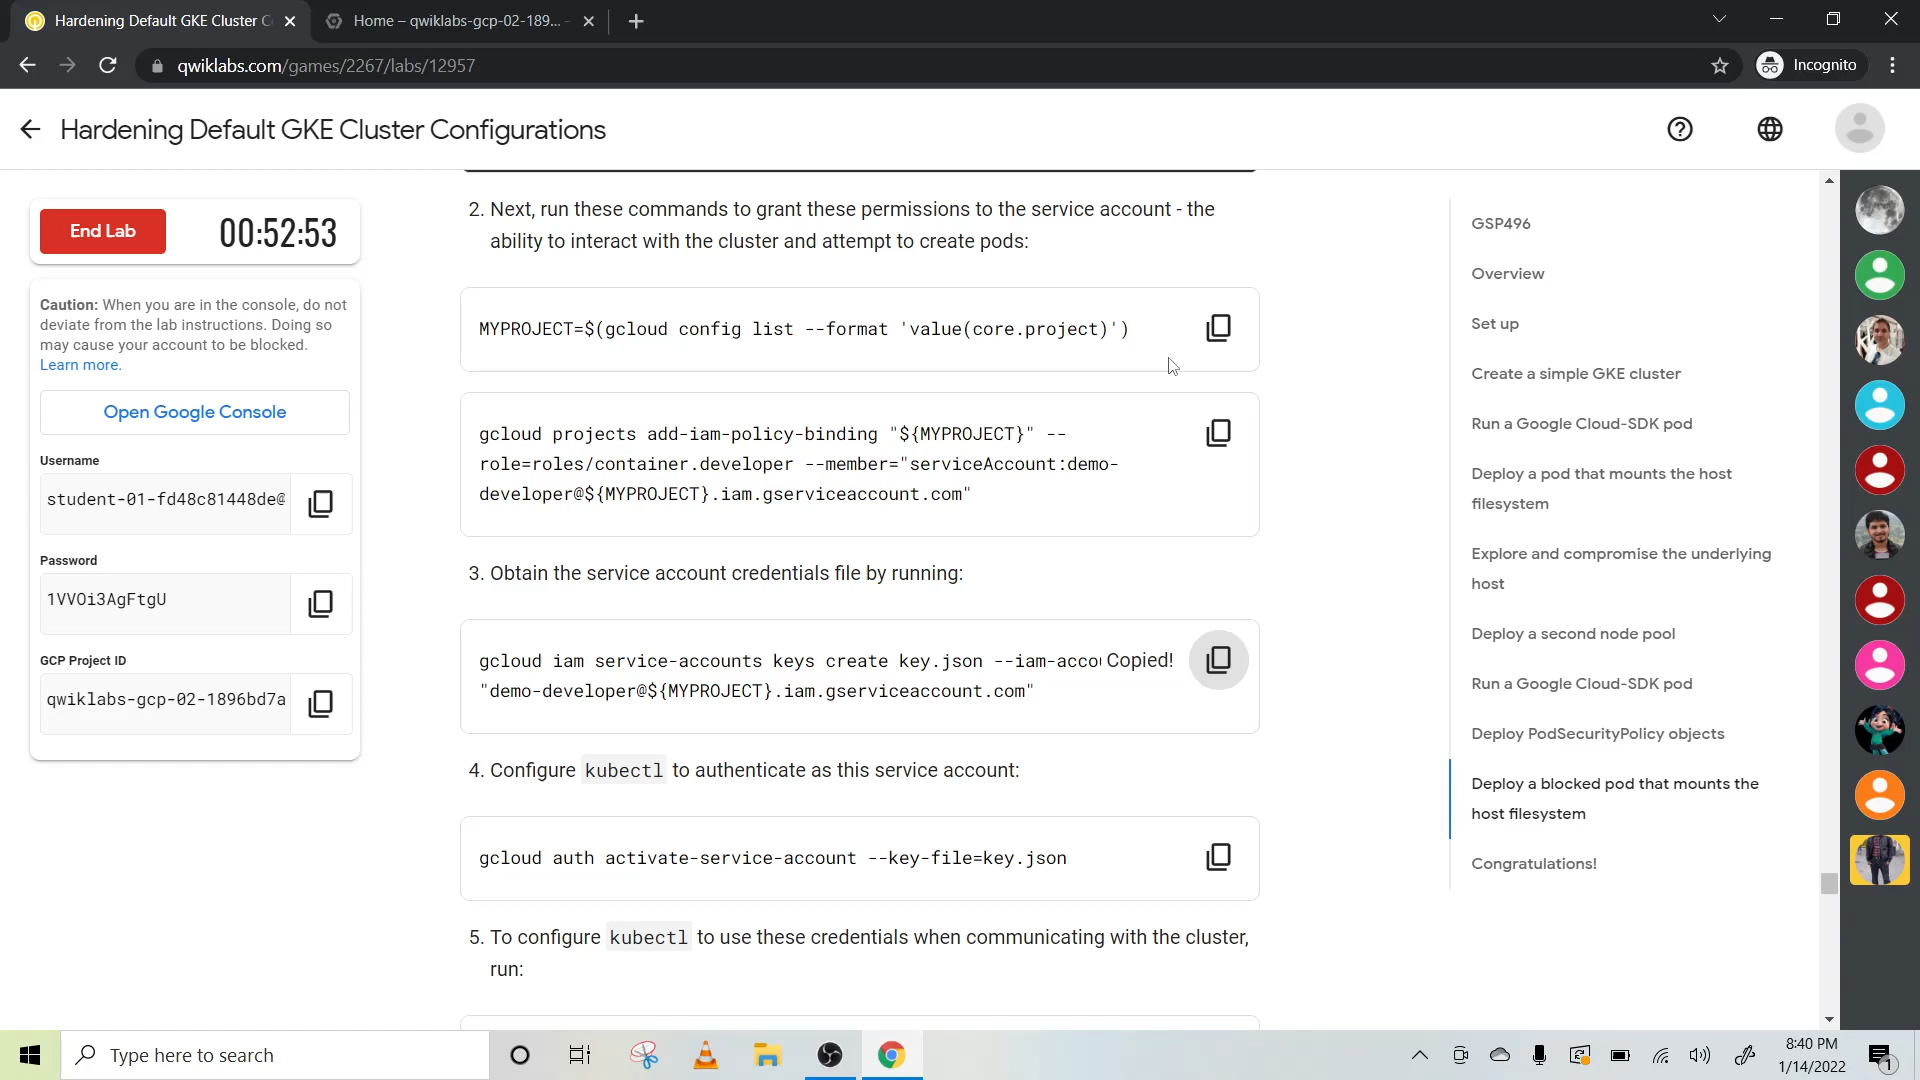 Hardening Default GKE Cluster C
Home – qwiklabs-gcp-02-189...
qwiklabs.com/games/2267/labs/12957
Incognito
Hardening Default GKE Cluster Configurations
End Lab
00:52:53
Caution: When you are in the console, do not
deviate from the lab instructions. Doing so
may cause your account to be blocked.
Learn more.
Open Google Console
Username
student-01-fd48c81448de@
Password
1VVOi3AgFtgU
GCP Project ID
qwiklabs-gcp-02-1896bd7a
2. Next, run these commands to grant these permissions to the service account - the
ability to interact with the cluster and attempt to create pods:
MYPROJECT=$(gcloud config list --format 'value(core.project)')
gcloud projects add-iam-policy-binding "${MYPROJECT}" --
role=roles/container.developer --member="serviceAccount:demo-
developer@${MYPROJECT}.iam.gserviceaccount.com"
3. Obtain the service account credentials file by running:
gcloud iam service-accounts keys create key.json --iam-acco Copied!
"demo-developer@${MYPROJECT}.iam.gserviceaccount.com"
4. Configure kubectl to authenticate as this service account:
gcloud auth activate-service-account --key-file=key.json
5. To configure kubectl to use these credentials when communicating with the cluster,
run:
GSP496
Overview
Set up
Create a simple GKE cluster
Run a Google Cloud-SDK pod
Deploy a pod that mounts the host
filesystem
Explore and compromise the underlying
host
Deploy a second node pool
Run a Google Cloud-SDK pod
Deploy PodSecurityPolicy objects
Deploy a blocked pod that mounts the
host filesystem
Congratulations!
Type here to search
8:40 PM
1/14/2022
1